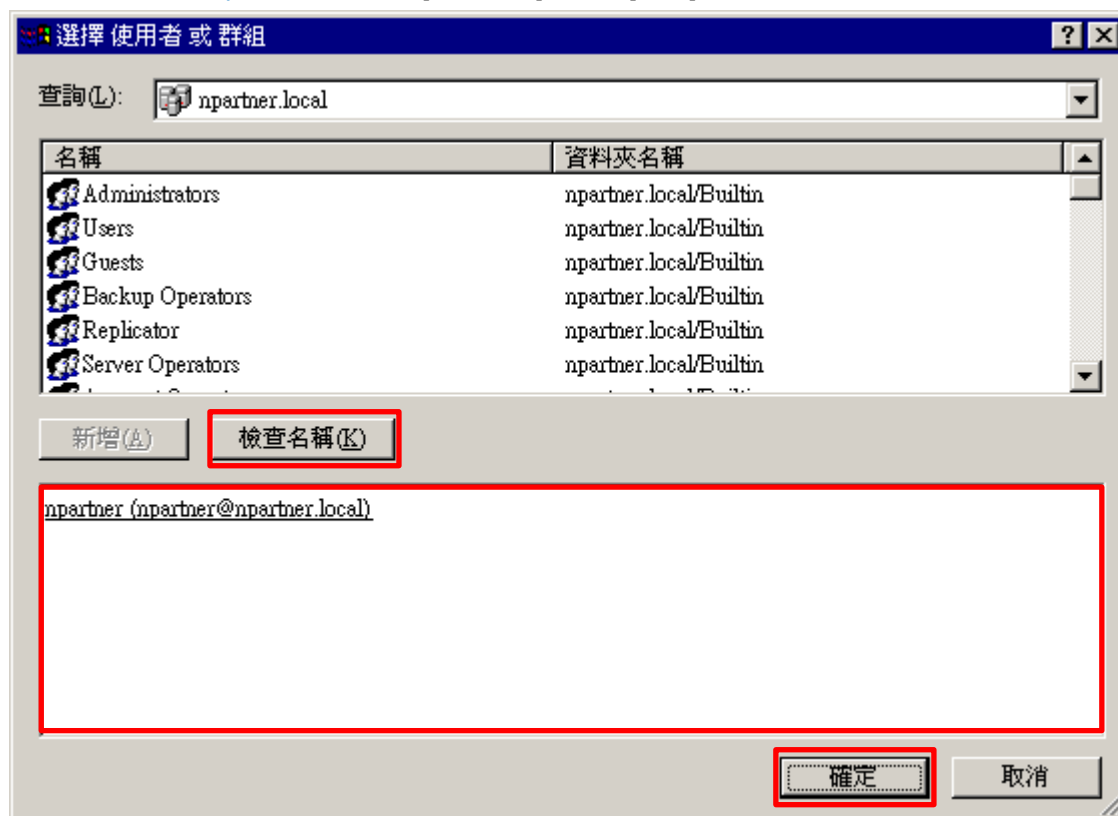 選擇 使用者 或 群組
查詢(L): npartner.local
名稱 資料夾名稱
Administrators npartner.local/Builtin
Users npartner.local/Builtin
Guests npartner.local/Builtin
Backup Operators npartner.local/Builtin
Replicator npartner.local/Builtin
Server Operators npartner.local/Builtin
新增(A) 檢查名稱(K)
npartner (npartner@npartner.local)
確定 取消